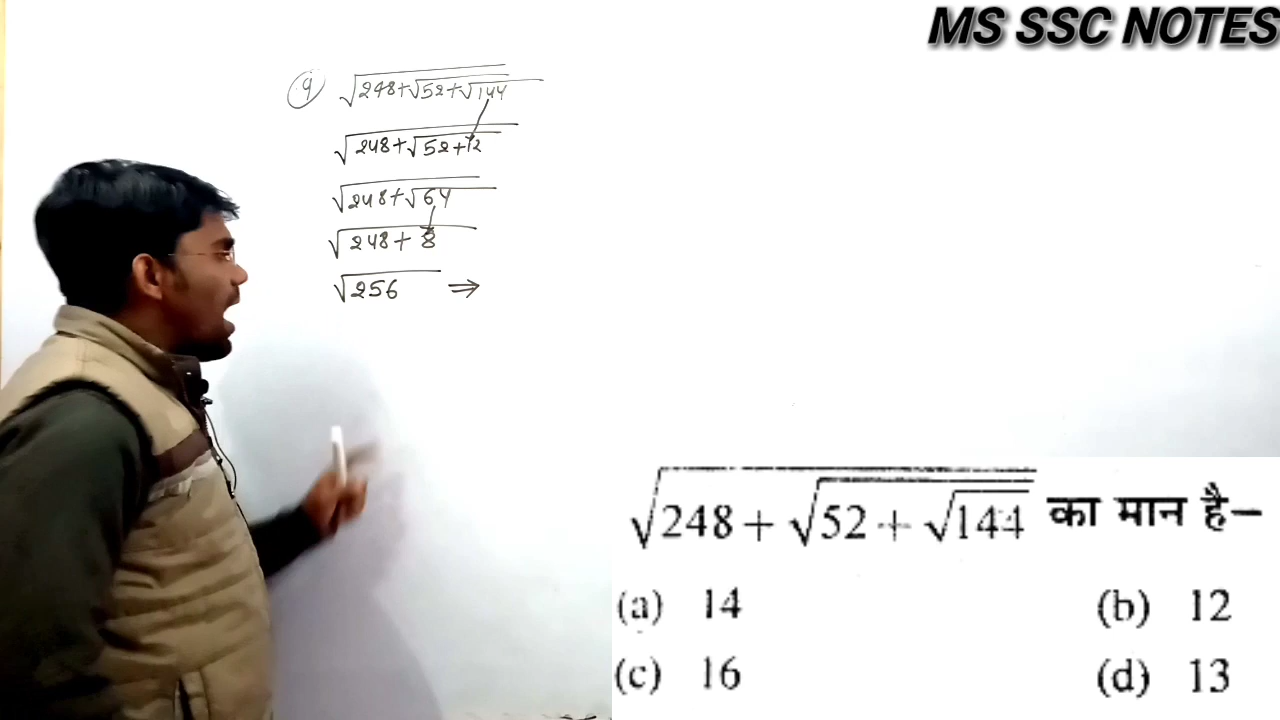 MS SSC NOTES
9 √248+√52+√144
√248+√52+12
√248+√64
√248+8
√256 ⇒
√248 + √52 + √144 का मान है–
(a) 14 (b) 12
(c) 16 (d) 13